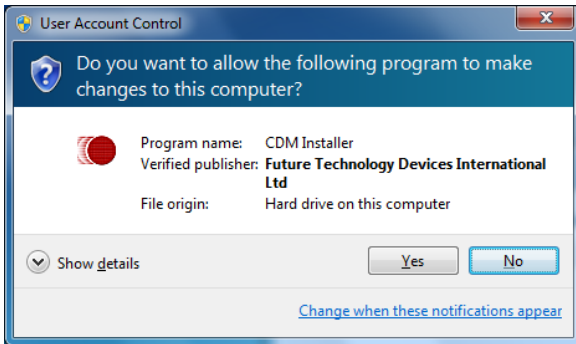 User Account Control
Do you want to allow the following program to make
changes to this computer?
Program name: CDM Installer
Verified publisher: Future Technology Devices International
Ltd
File origin: Hard drive on this computer
Show details
Yes
No
Change when these notifications appear